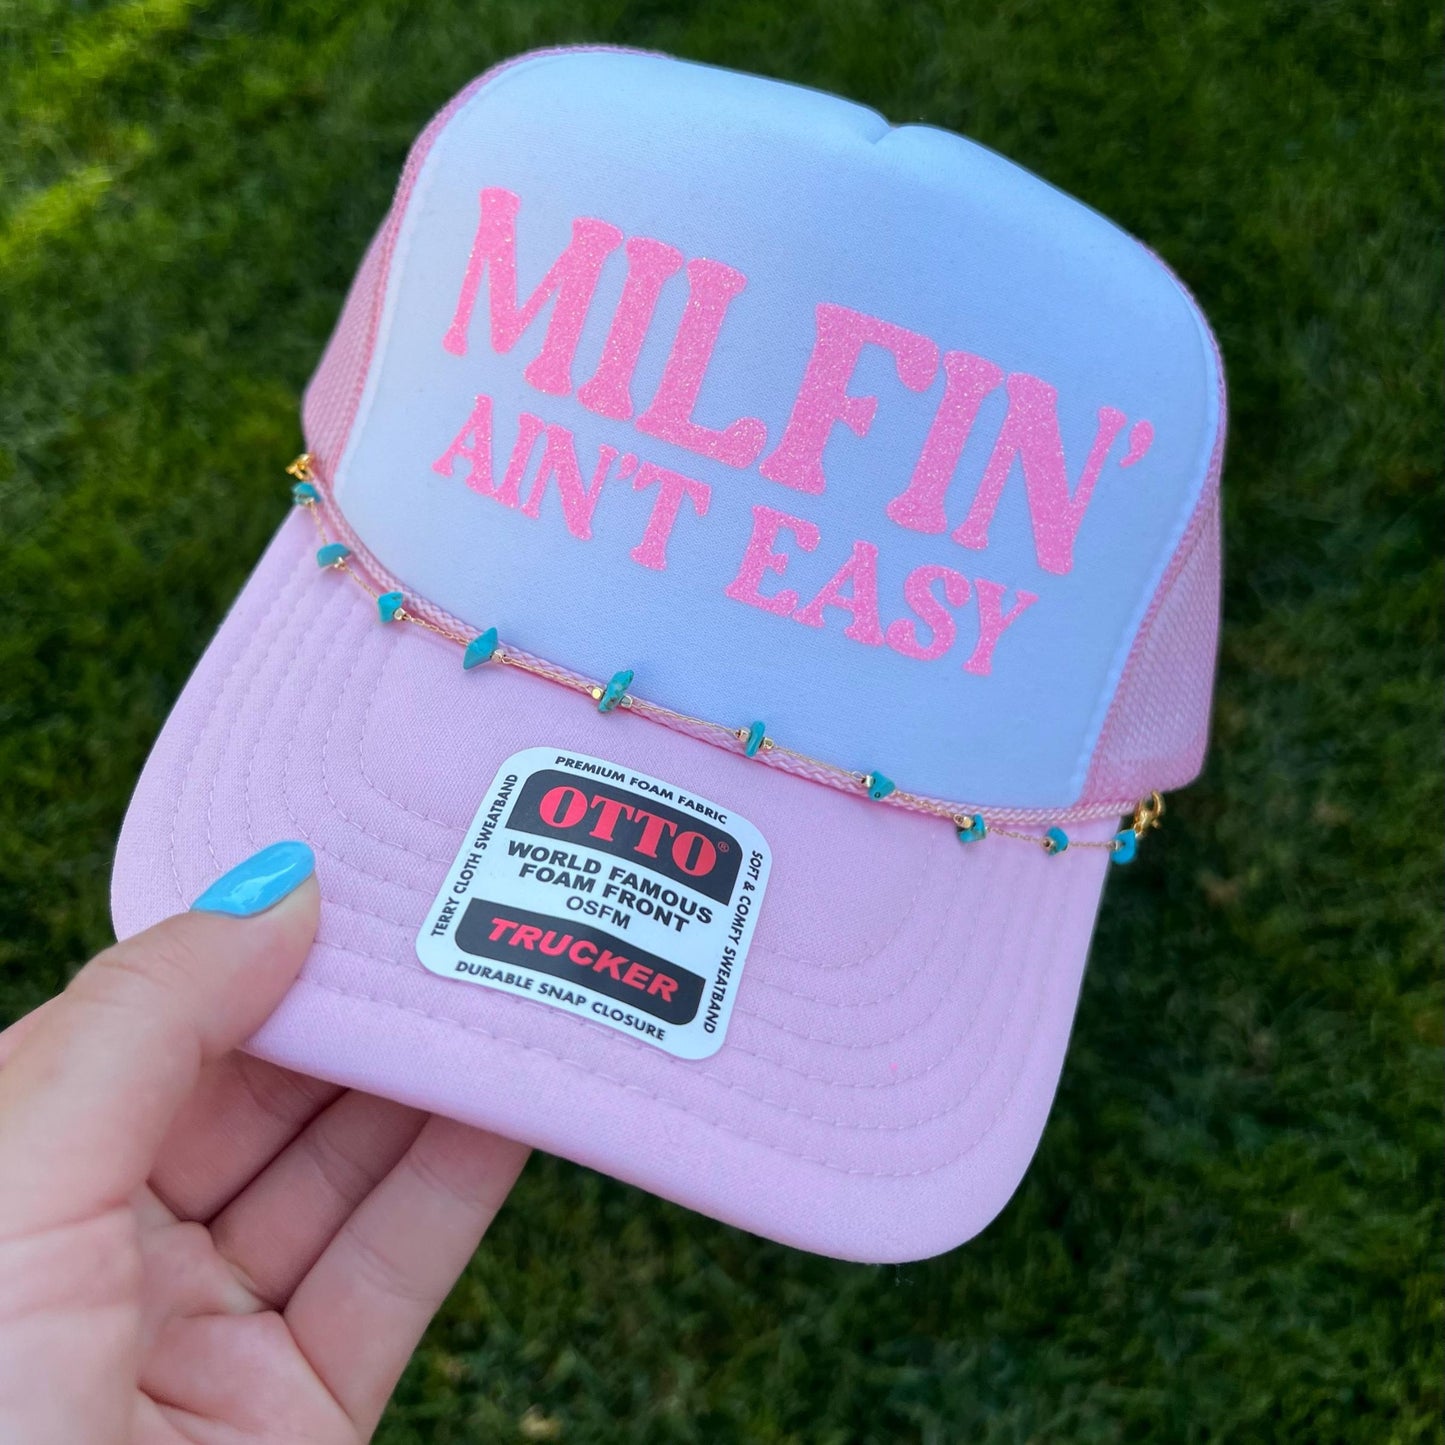 MILFIN'
AIN'T EASY
PREMIUM FOAM FABRIC
TERRY CLOTH SWEATBAND
OTTO®
WORLD FAMOUS
FOAM FRONT
OSFM
TRUCKER
SOFT & COMFY SWEATBAND
DURABLE SNAP CLOSURE